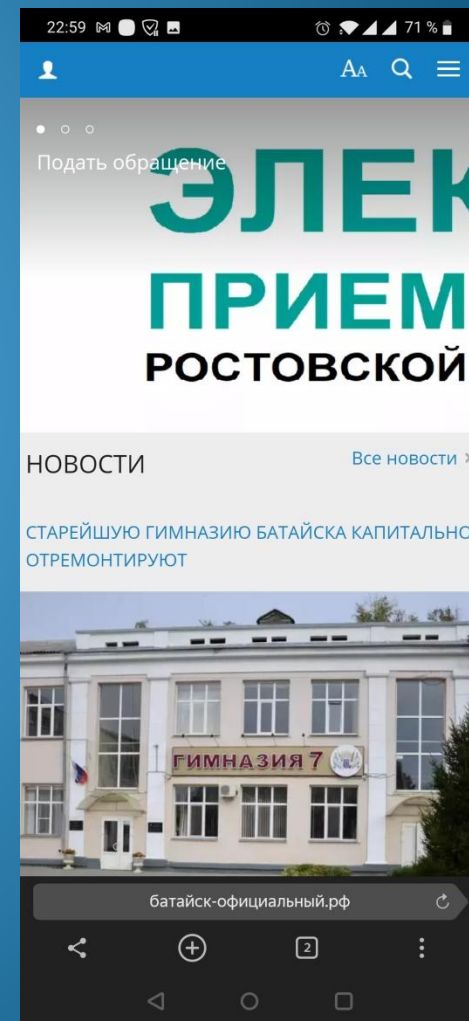 22:59
71 %
AA
Подать обращение
ЭЛЕК
ПРИЕМ
РОСТОВСКОЙ
НОВОСТИ
Все новости
СТАРЕЙШУЮ ГИМНАЗИЮ БАТАЙСКА КАПИТАЛЬНО
ОТРЕМОНТИРУЮТ
ГИМНАЗИЯ 7
батайск-официальный.рф
2